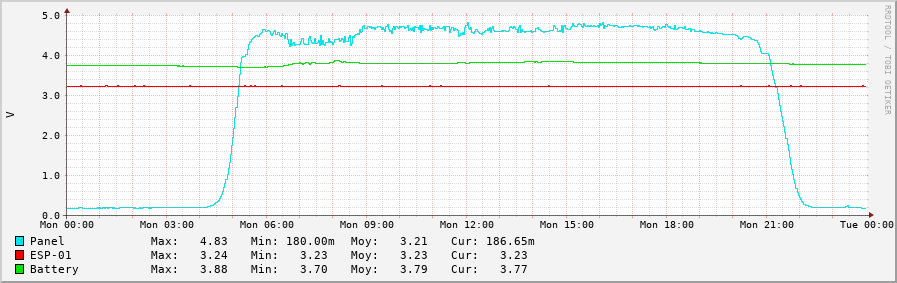 5.0
4.0
3.0
2.0
1.0
0.0
V
Mon 00:00 Mon 03:00 Mon 06:00 Mon 09:00 Mon 12:00 Mon 15:00 Mon 18:00 Mon 21:00 Tue 00:00
Panel Max: 4.83 Min: 180.00m Moy: 3.21 Cur: 186.65m
ESP-01 Max: 3.24 Min: 3.23 Moy: 3.23 Cur: 3.23
Battery Max: 3.88 Min: 3.70 Moy: 3.79 Cur: 3.77
RRDTOOL / TOBI OETIKER